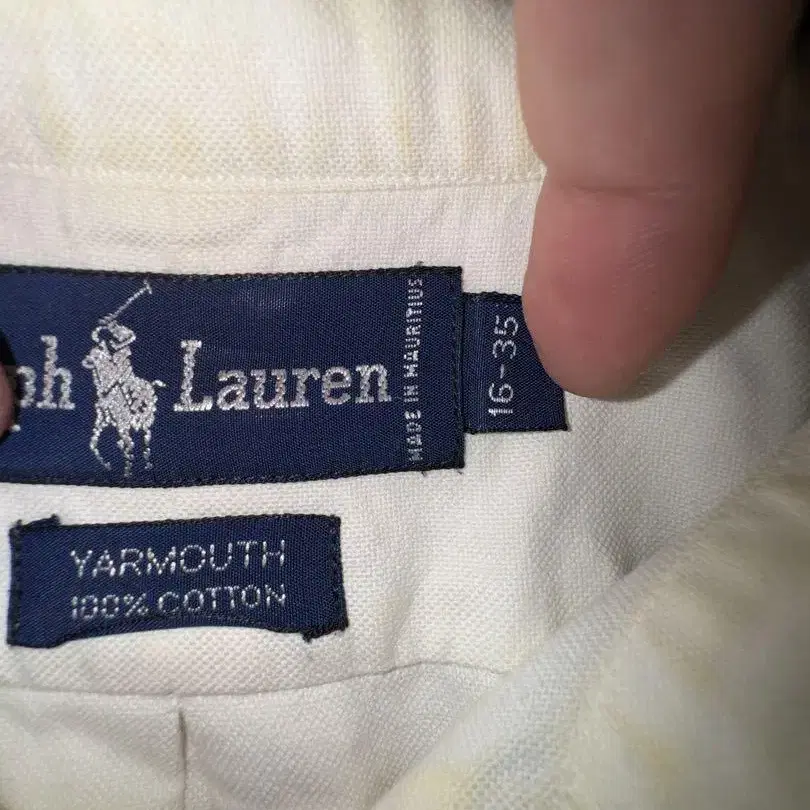 ph Lauren
MADE IN MAURITIUS
16-35
YARMOUTH
100% COTTON